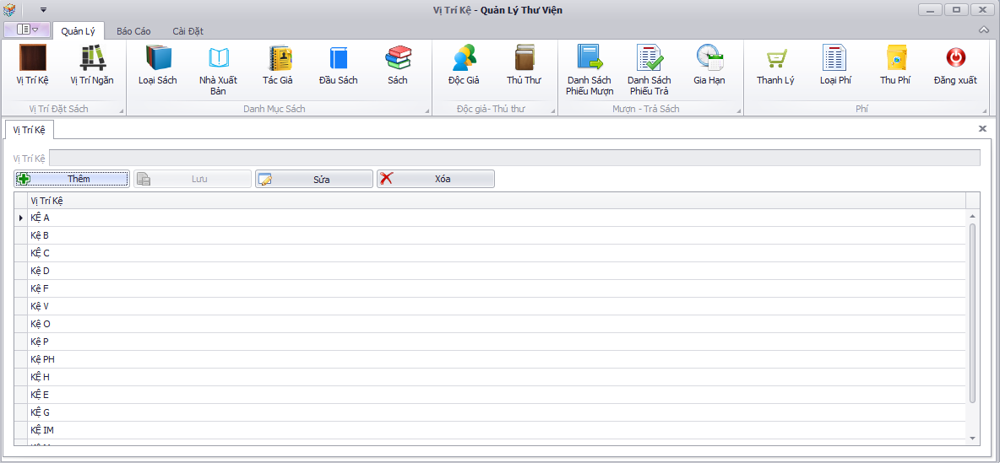 Vị Trí Kệ - Quản Lý Thư Viện
Quản Lý
Báo Cáo
Cài Đặt
Vị Trí Kệ
Vị Trí Ngăn
Loại Sách
Nhà Xuất
Bản
Tác Giả
Đầu Sách
Sách
Độc Giả
Thủ Thư
Danh Sách
Phiếu Mượn
Danh Sách
Phiếu Trả
Gia Hạn
Thanh Lý
Loại Phí
Thu Phí
Đăng xuất
Vị Trí Đặt Sách
Danh Mục Sách
Độc giả- Thủ thư
Mượn - Trả Sách
Phí
Vị Trí Kệ
Vị Trí Kệ
Thêm
Lưu
Sửa
Xóa
Vị Trí Kệ
KỆ A
Kệ B
KỆ C
Kệ D
Kệ F
Kệ V
Kệ O
Kệ P
Kệ PH
KỆ H
KỆ E
KỆ G
KỆ IM